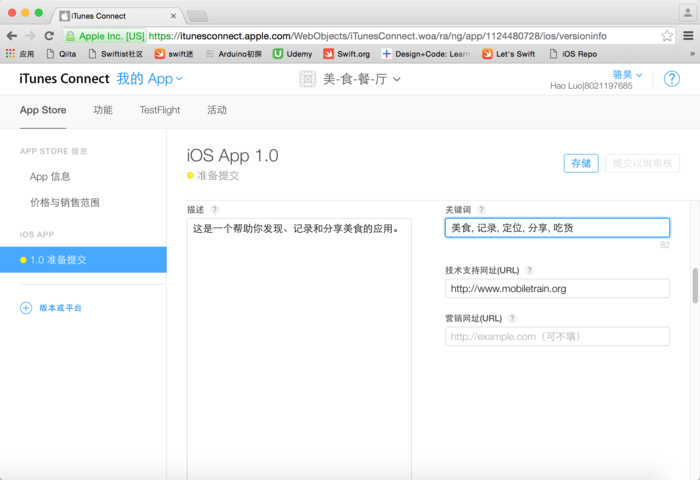 iTunes Connect
Apple Inc. [US] https://itunesconnect.apple.com/WebObjects/iTunesConnect.woa/ra/ng/app/1124480728/ios/versioninfo
应用 Qiita Swiftist社区 swift迷 Arduino初探 Udemy Swift.org Design+Code: Learn Let's Swift iOS Repo »
iTunes Connect 我的 App 美-食-餐-厅 骆昊 ?
Hao Luo|8021197685
App Store 功能 TestFlight 活动
APP STORE 信息
App 信息
价格与销售范围
iOS APP
1.0 准备提交
版本或平台
iOS App 1.0
准备提交
存储 提交以供审核
描述 ?
这是一个帮助你发现、记录和分享美食的应用。
关键词 ?
美食, 记录, 定位, 分享, 吃货
82
技术支持网址(URL) ?
http://www.mobiletrain.org
营销网址(URL) ?
http://example.com（可不填）